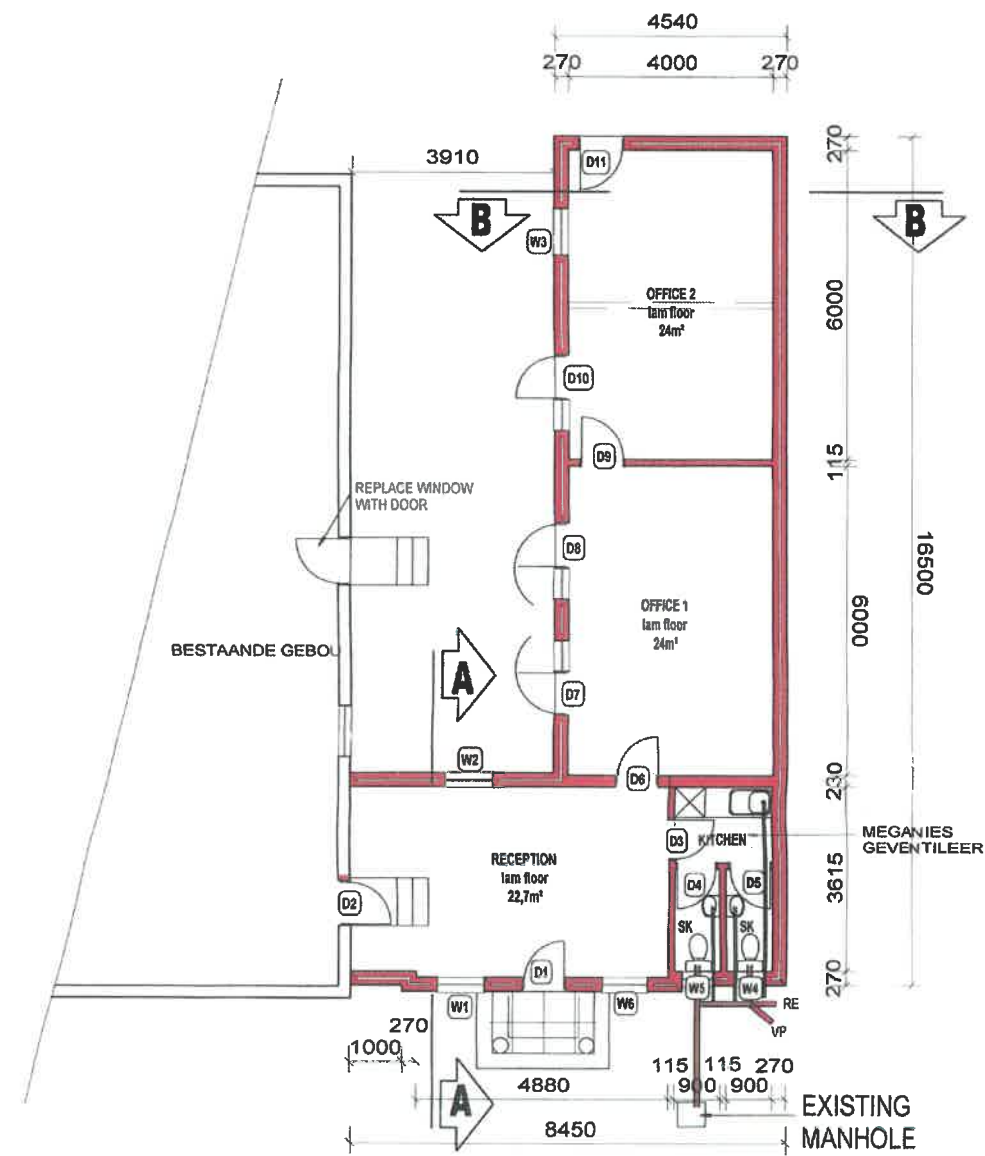 4540
270
4000
270
3910
270
D11
B
B
W3
OFFICE 2
lam floor
24m²
6000
D10
D9
115
REPLACE WINDOW
WITH DOOR
D8
16500
OFFICE 1
lam floor
24m²
6000
BESTAANDE GEBOU
A
D7
W2
D6
230
D3
KITCHEN
MEGANIES
GEVENTILEER
RECEPTION
lam floor
22,7m²
D4
D5
3615
D2
SK
SK
D1
W1
W6
W5
W4
270
RE
VP
270
1000
115
115
270
4880
900
900
A
EXISTING
MANHOLE
8450